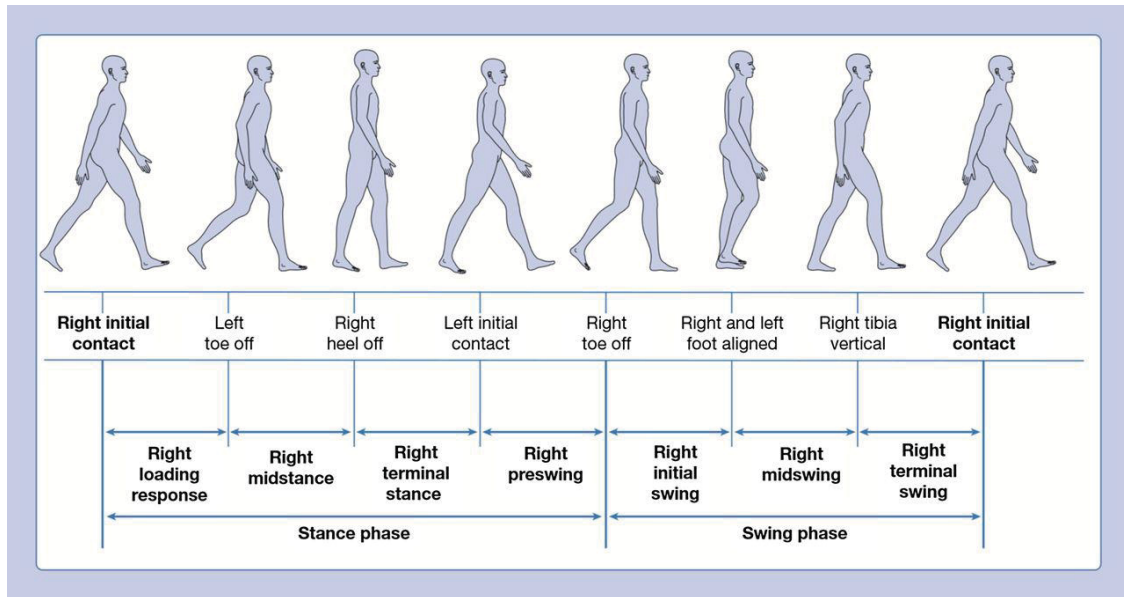 Right initial
contact
Left
toe off
Right
heel off
Left initial
contact
Right
toe off
Right and left
foot aligned
Right tibia
vertical
Right initial
contact
Right
loading
response
Right
midstance
Right
terminal
stance
Right
preswing
Right
initial
swing
Right
midswing
Right
terminal
swing
Stance phase
Swing phase